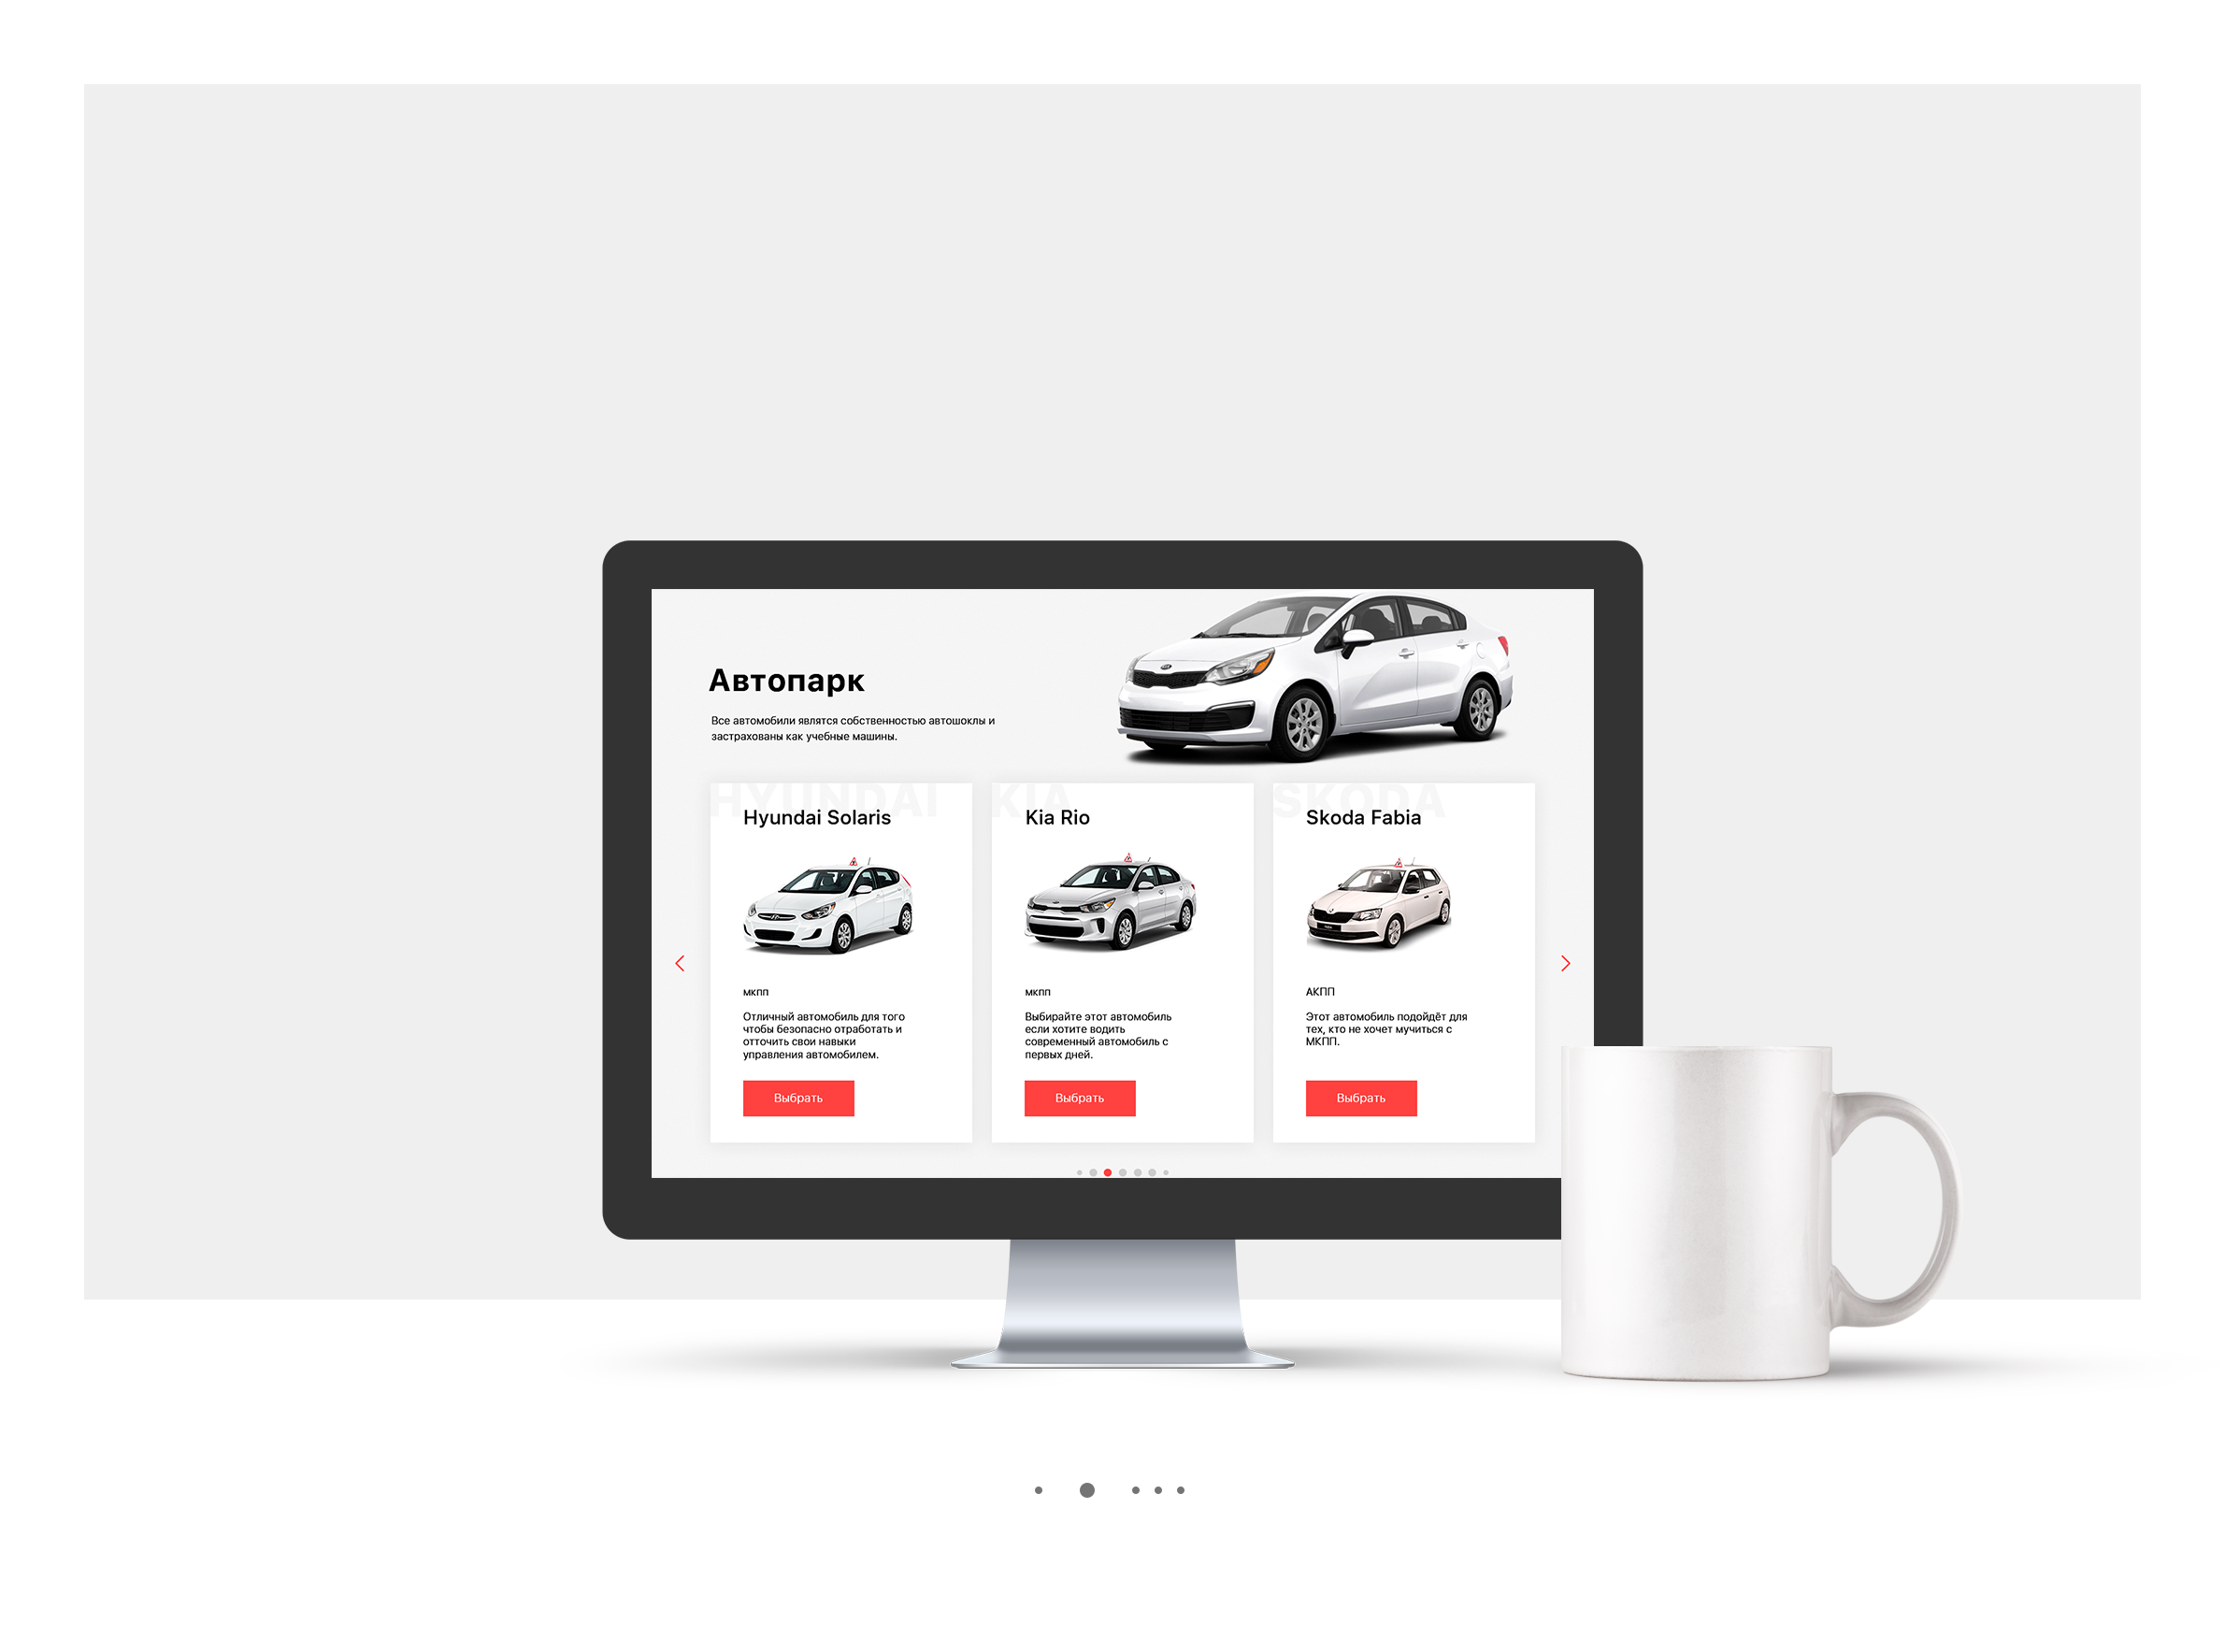 Автопарк
Все автомобили являтся собственностью автошоклы и
застрахованы как учебные машины.
HYUNDAI
Hyundai Solaris
мкпп
Отличный автомобиль для того
чтобы безопасно отработать и
отточить свои навыки
управления автомобилем.
Выбрать
KIA
Kia Rio
мкпп
Выбирайте этот автомобиль
если хотите водить
современный автомобиль с
первых дней.
Выбрать
SKODA
Skoda Fabia
АКПП
Этот автомобиль подойдёт для
тех, кто не хочет мучиться с
МКПП.
Выбрать